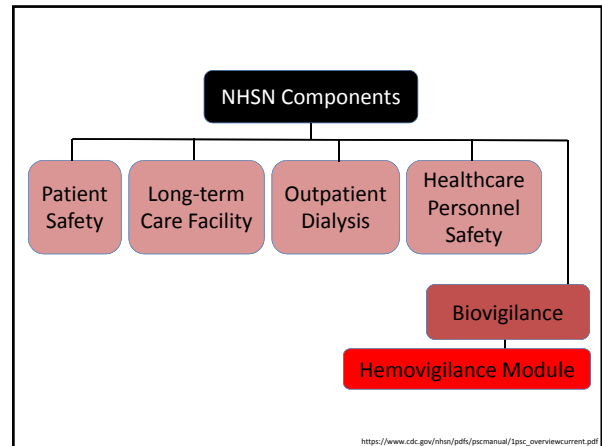 NHSN Components
Patient
Safety
Long-term
Care Facility
Outpatient
Dialysis
Healthcare
Personnel
Safety
Biovigilance
Hemovigilance Module
https://www.cdc.gov/nhsn/pdfs/pscmanual/1psc_overviewcurrent.pdf